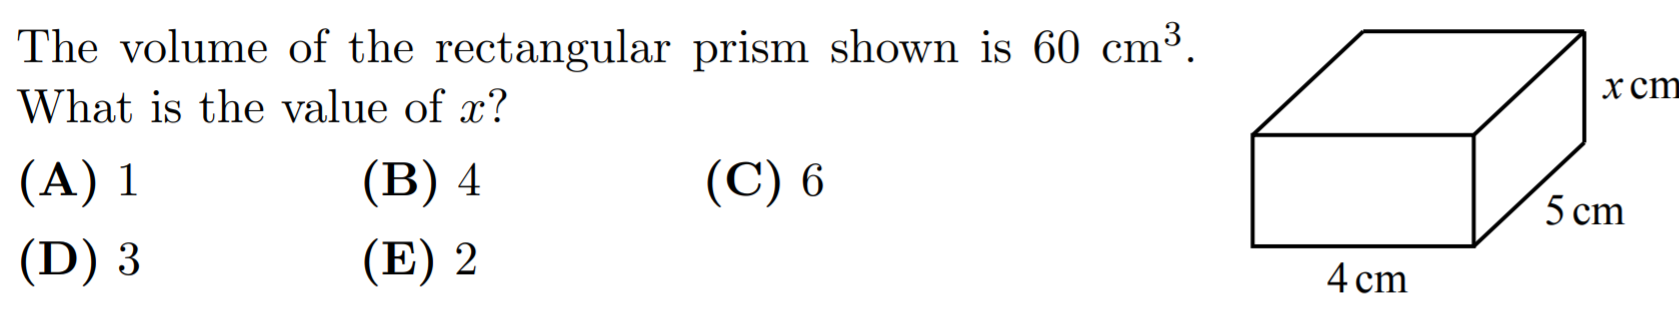 The volume of the rectangular prism shown is 60 cm³.
What is the value of x?
(A) 1 (B) 4 (C) 6
(D) 3 (E) 2
x cm
5 cm
4 cm